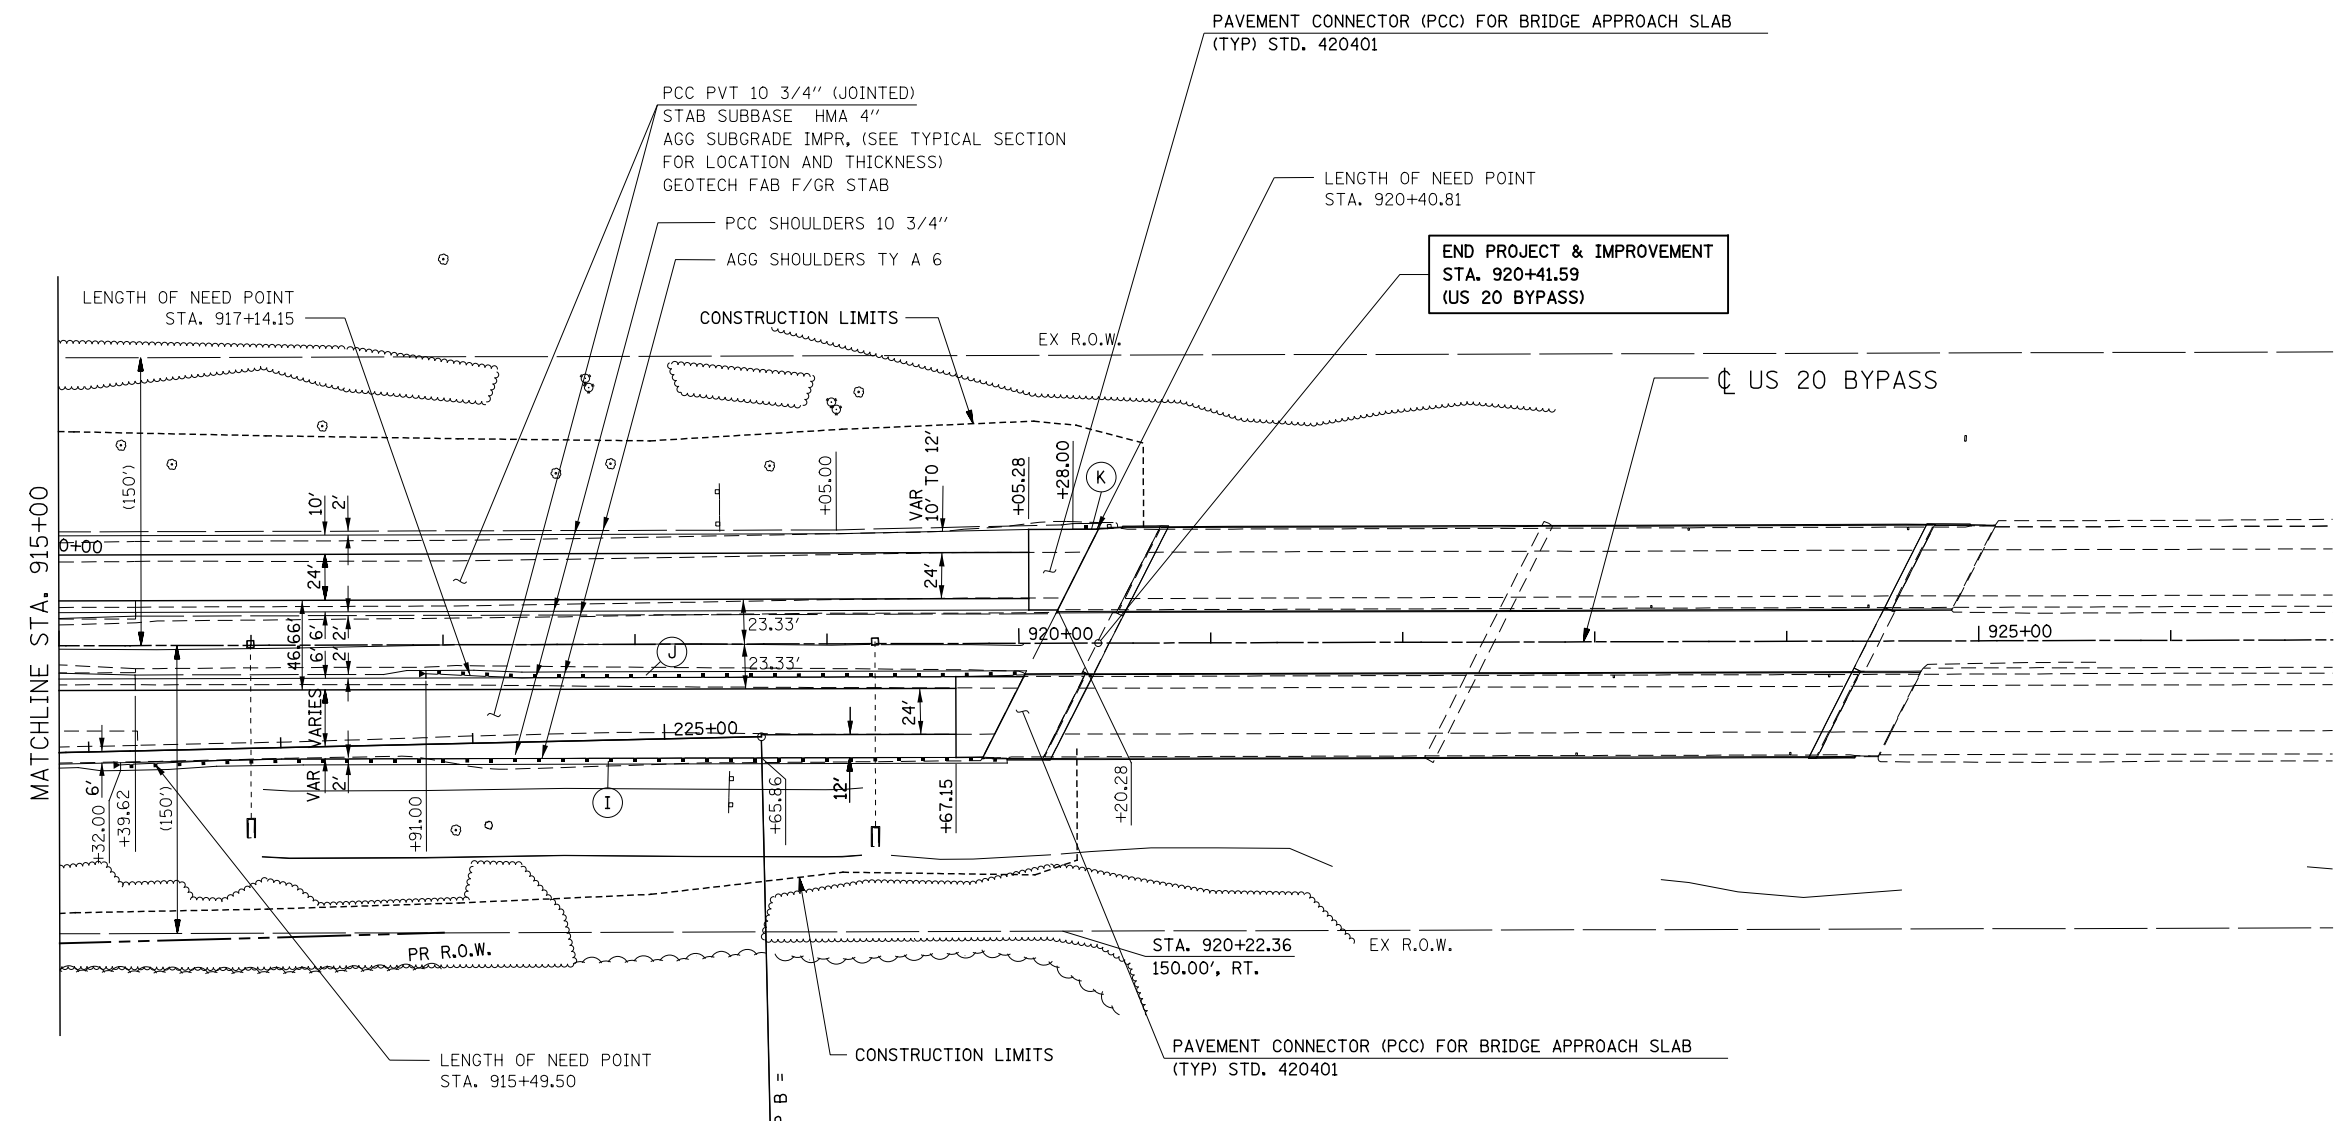 PAVEMENT CONNECTOR (PCC) FOR BRIDGE APPROACH SLAB
(TYP) STD. 420401
PCC PVT 10 3/4" (JOINTED)
STAB SUBBASE HMA 4"
AGG SUBGRADE IMPR, (SEE TYPICAL SECTION
FOR LOCATION AND THICKNESS)
GEOTECH FAB F/GR STAB
LENGTH OF NEED POINT
STA. 920+40.81
PCC SHOULDERS 10 3/4"
AGG SHOULDERS TY A 6
END PROJECT & IMPROVEMENT
STA. 920+41.59
(US 20 BYPASS)
LENGTH OF NEED POINT
STA. 917+14.15
CONSTRUCTION LIMITS
EX R.O.W.
℄ US 20 BYPASS
MATCHLINE STA. 915+00
(150')
10'
2'
+05.00
VAR
10' TO 12'
+05.28
+28.00
K
0+00
24'
24'
46.66'
6'
6'
2'
2'
23.33'
23.33'
920+00
925+00
J
VARIES
225+00
24'
VAR
2'
6'
+32.00
+39.62
(150')
+91.00
I
+65.86
12'
+67.15
+20.28
PR R.O.W.
STA. 920+22.36
150.00', RT.
EX R.O.W.
LENGTH OF NEED POINT
STA. 915+49.50
CONSTRUCTION LIMITS
PAVEMENT CONNECTOR (PCC) FOR BRIDGE APPROACH SLAB
(TYP) STD. 420401
B "